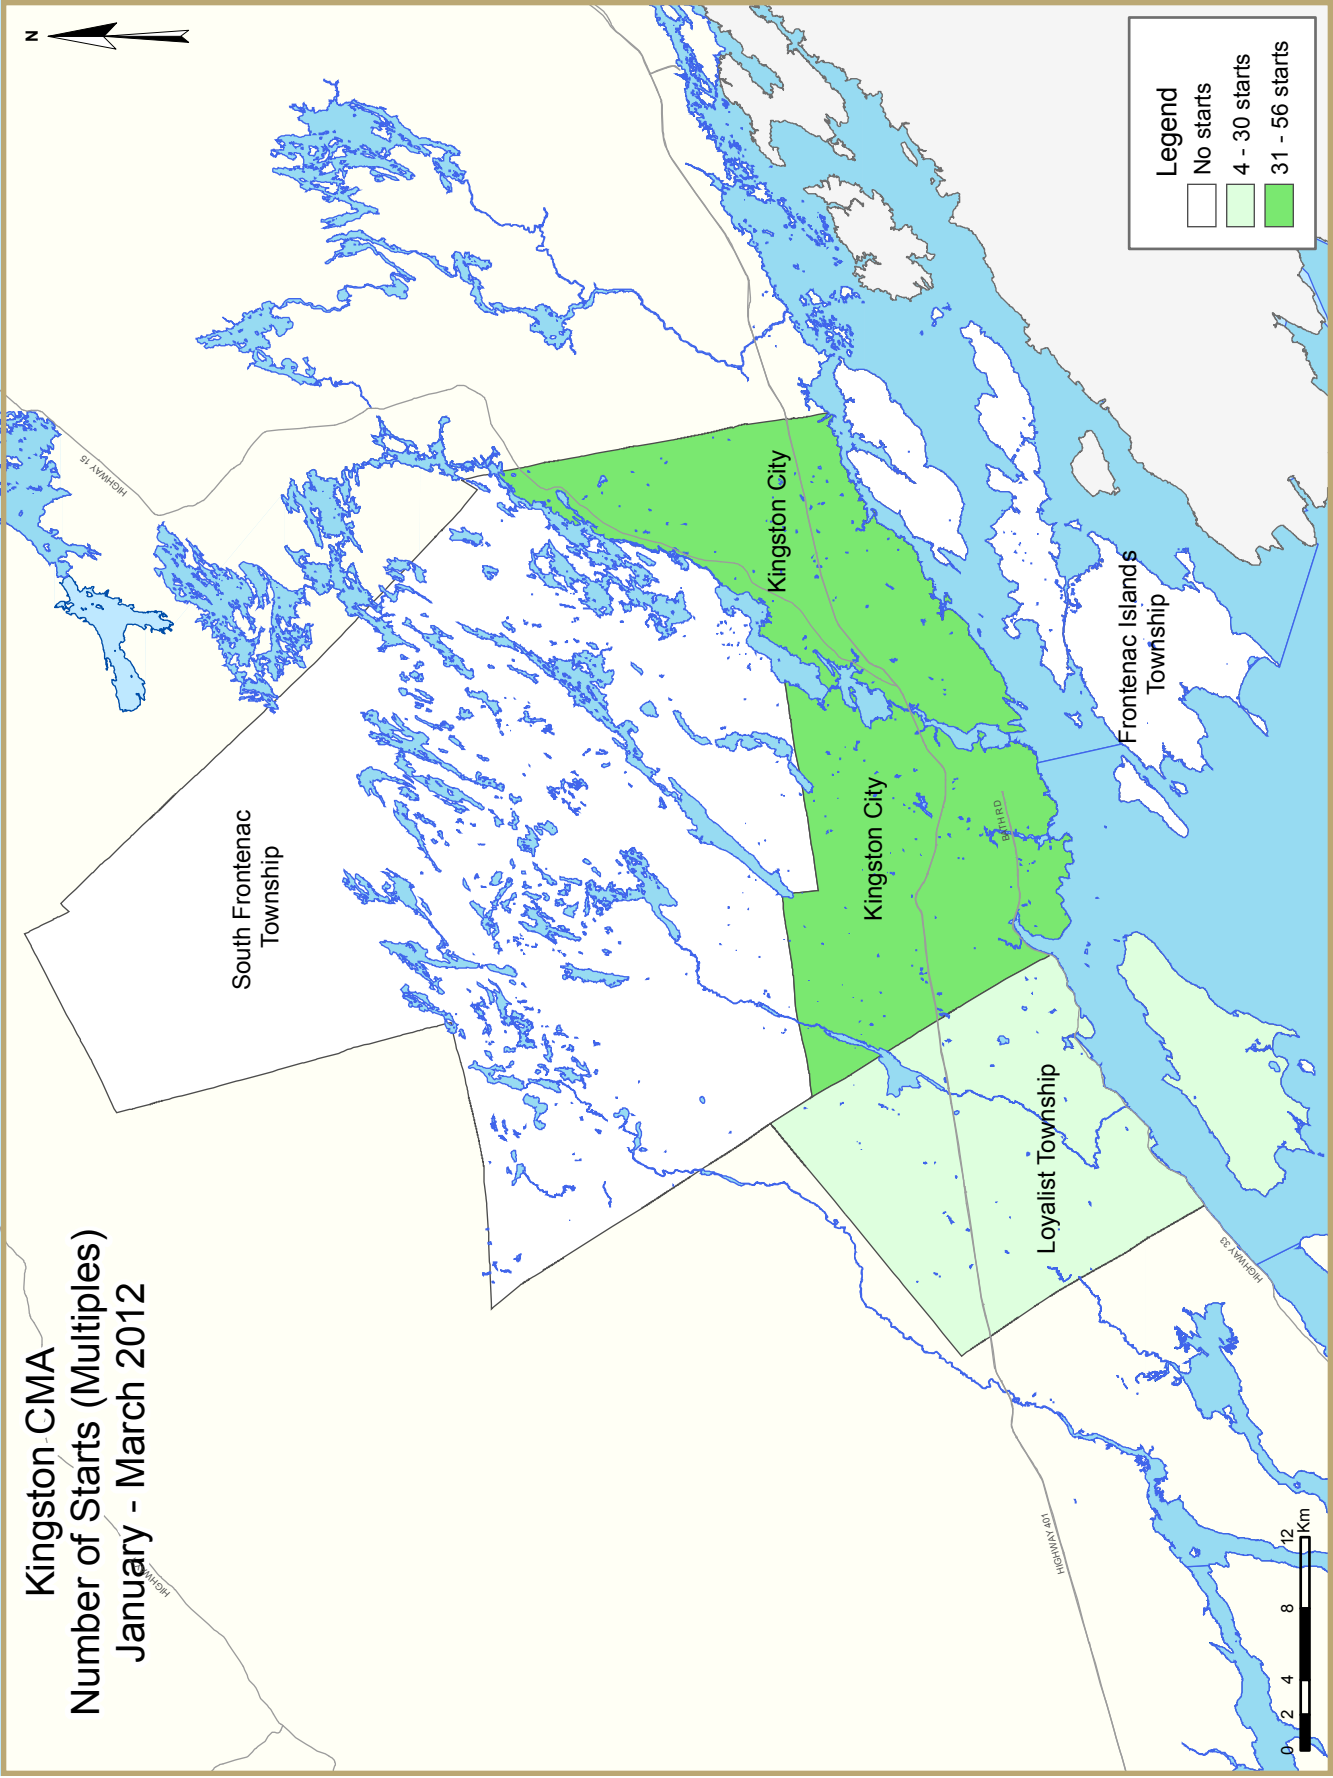 Kingston CMA
Number of Starts (Multiples)
January - March 2012
N
HIGHWAY 15
South Frontenac
Township
Kingston City
Kingston City
BATH RD
Loyalist Township
Frontenac Islands
Township
HIGHWAY 33
HIGHWAY 401
HIGHWAY
0 2 4 8 12
Km
Legend
No starts
4 - 30 starts
31 - 56 starts